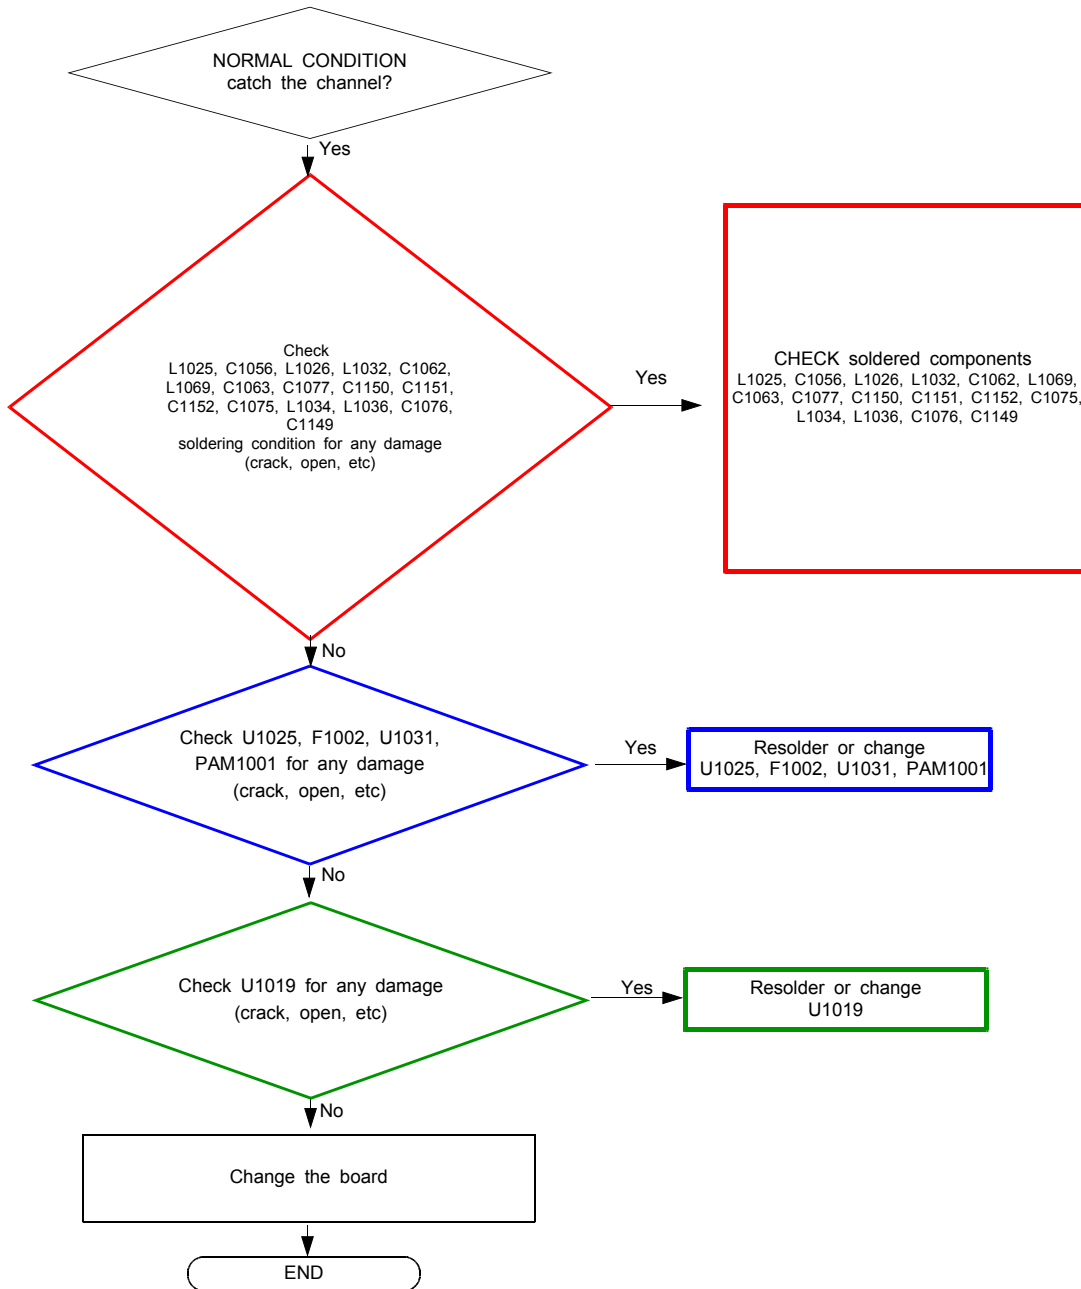 NORMAL CONDITION
catch the channel?
Yes
Check
L1025, C1056, L1026, L1032, C1062,
L1069, C1063, C1077, C1150, C1151,
C1152, C1075, L1034, L1036, C1076,
C1149
soldering condition for any damage
(crack, open, etc)
Yes
CHECK soldered components
L1025, C1056, L1026, L1032, C1062, L1069,
C1063, C1077, C1150, C1151, C1152, C1075,
L1034, L1036, C1076, C1149
No
Check U1025, F1002, U1031,
PAM1001 for any damage
(crack, open, etc)
Yes
Resolder or change
U1025, F1002, U1031, PAM1001
No
Check U1019 for any damage
(crack, open, etc)
Yes
Resolder or change
U1019
No
Change the board
END